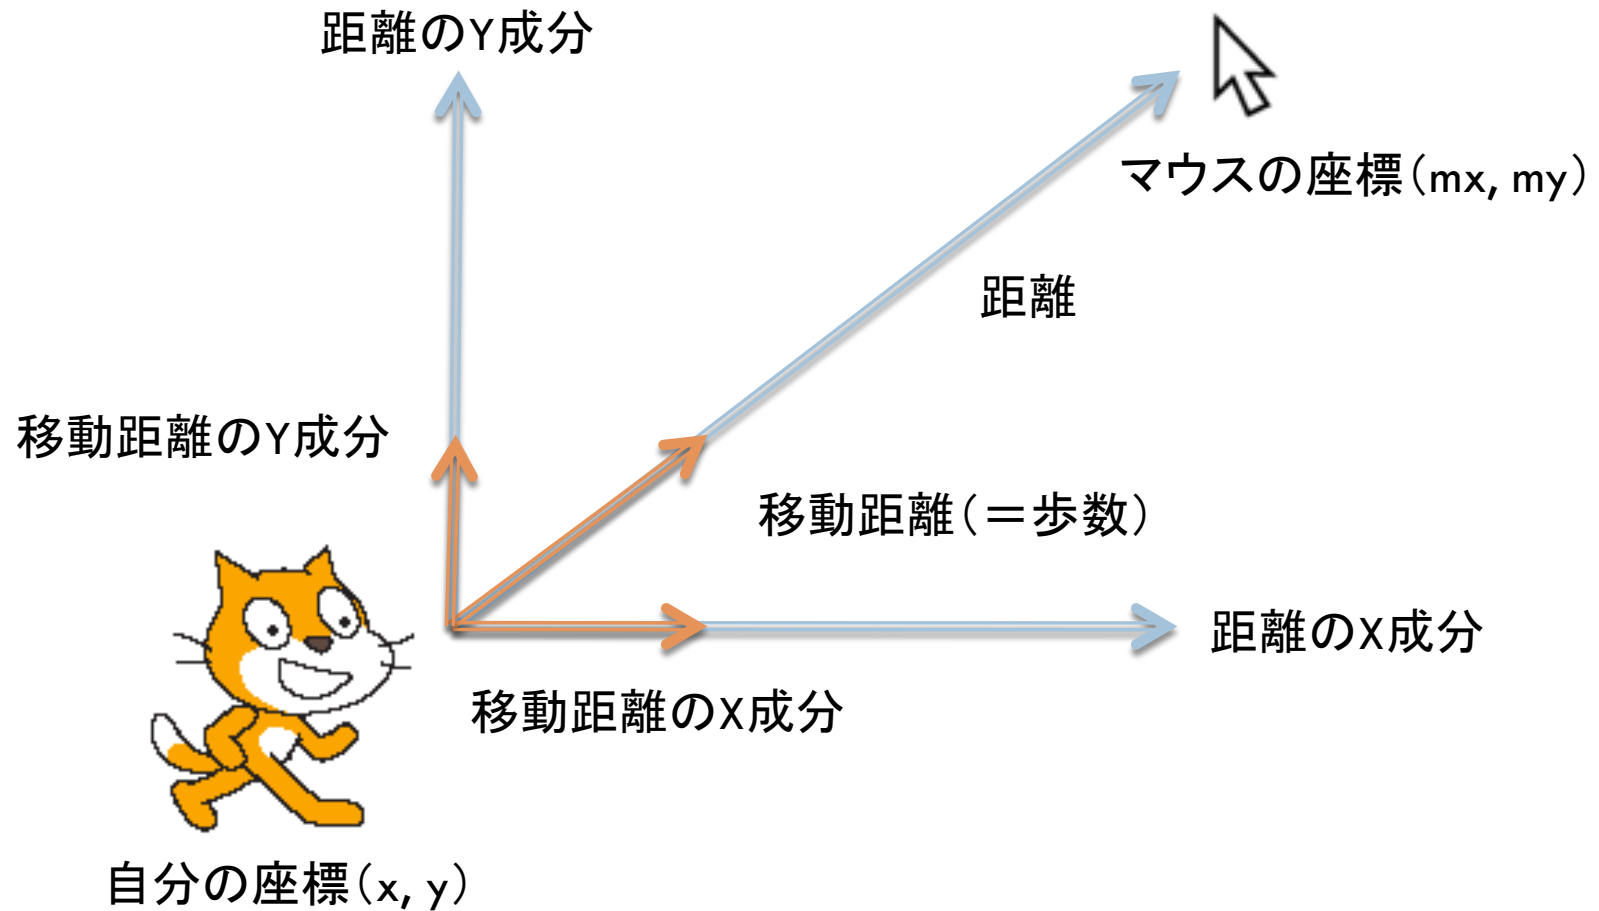 距離のY成分
マウスの座標（mx, my）
距離
移動距離のY成分
移動距離（＝歩数）
距離のX成分
移動距離のX成分
自分の座標（x, y）